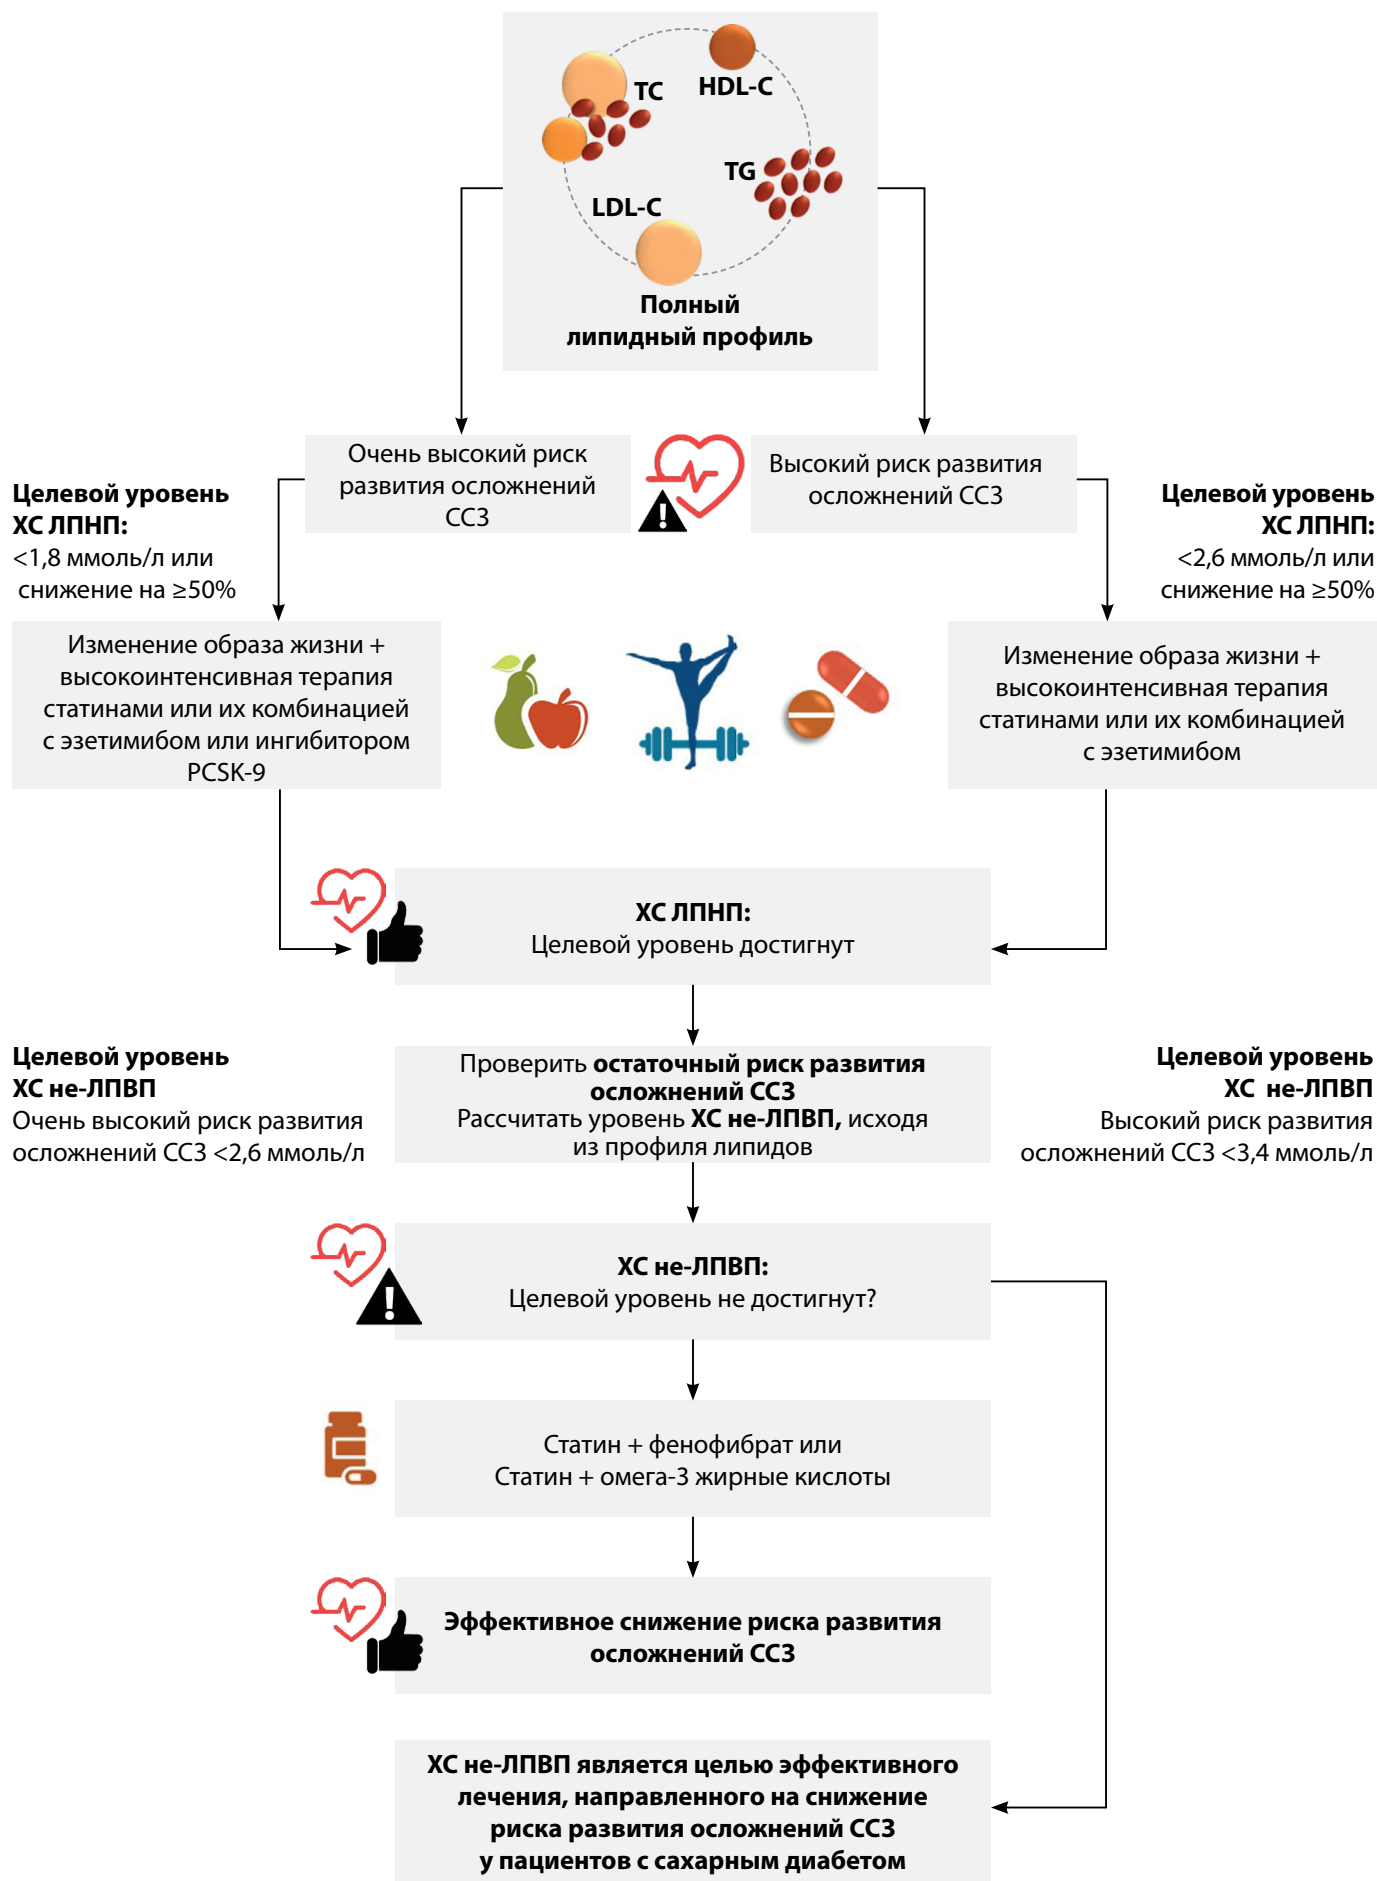 TC
HDL-C
TG
LDL-C
Полный
липидный профиль
Очень высокий риск
развития осложнений
ССЗ
Высокий риск развития
осложнений ССЗ
Целевой уровень
ХС ЛПНП:
<1,8 ммоль/л или
снижение на ≥50%
Целевой уровень
ХС ЛПНП:
<2,6 ммоль/л или
снижение на ≥50%
Изменение образа жизни +
высокоинтенсивная терапия
статинами или их комбинацией
с эзетимибом или ингибитором
PCSK-9
Изменение образа жизни +
высокоинтенсивная терапия
статинами или их комбинацией
с эзетимибом
ХС ЛПНП:
Целевой уровень достигнут
Целевой уровень
ХС не-ЛПВП
Очень высокий риск развития
осложнений ССЗ <2,6 ммоль/л
Проверить остаточный риск развития
осложнений ССЗ
Рассчитать уровень ХС не-ЛПВП, исходя
из профиля липидов
Целевой уровень
ХС не-ЛПВП
Высокий риск развития
осложнений ССЗ <3,4 ммоль/л
ХС не-ЛПВП:
Целевой уровень не достигнут?
Статин + фенофибрат или
Статин + омега-3 жирные кислоты
Эффективное снижение риска развития
осложнений ССЗ
ХС не-ЛПВП является целью эффективного
лечения, направленного на снижение
риска развития осложнений ССЗ
у пациентов с сахарным диабетом